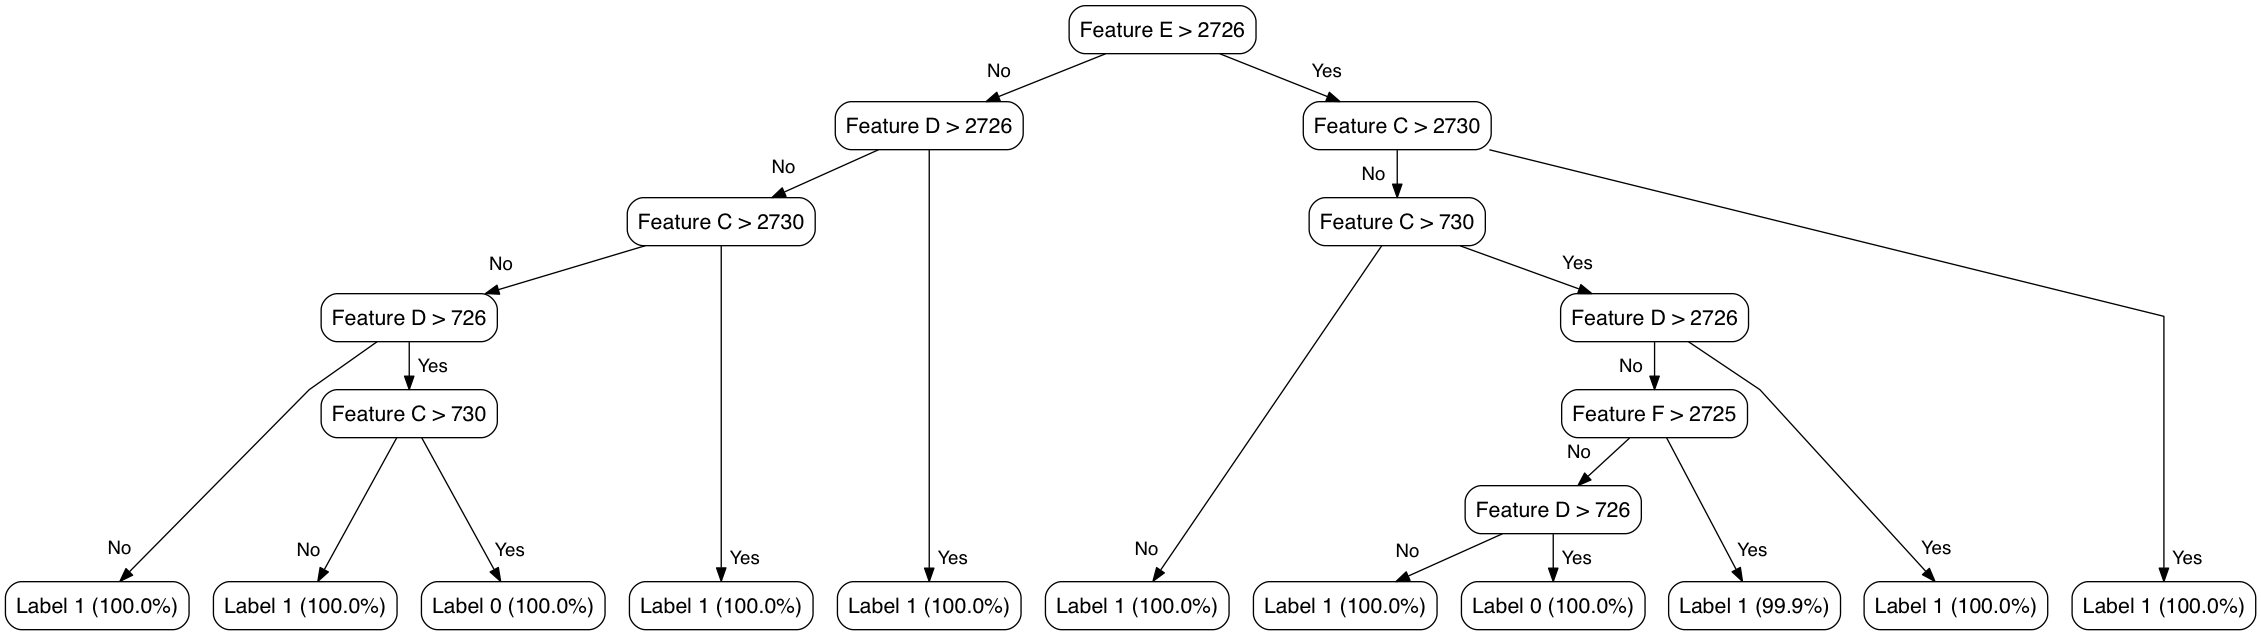 Feature E > 2726
No
Yes
Feature D > 2726
Feature C > 2730
No
No
Feature C > 2730
Feature C > 730
No
Yes
Feature D > 726
Feature D > 2726
Yes
No
Feature C > 730
Feature F > 2725
No
Feature D > 726
No
No
Yes
Yes
Yes
No
No
Yes
Yes
Yes
Yes
Label 1 (100.0%)
Label 1 (100.0%)
Label 0 (100.0%)
Label 1 (100.0%)
Label 1 (100.0%)
Label 1 (100.0%)
Label 1 (100.0%)
Label 0 (100.0%)
Label 1 (99.9%)
Label 1 (100.0%)
Label 1 (100.0%)